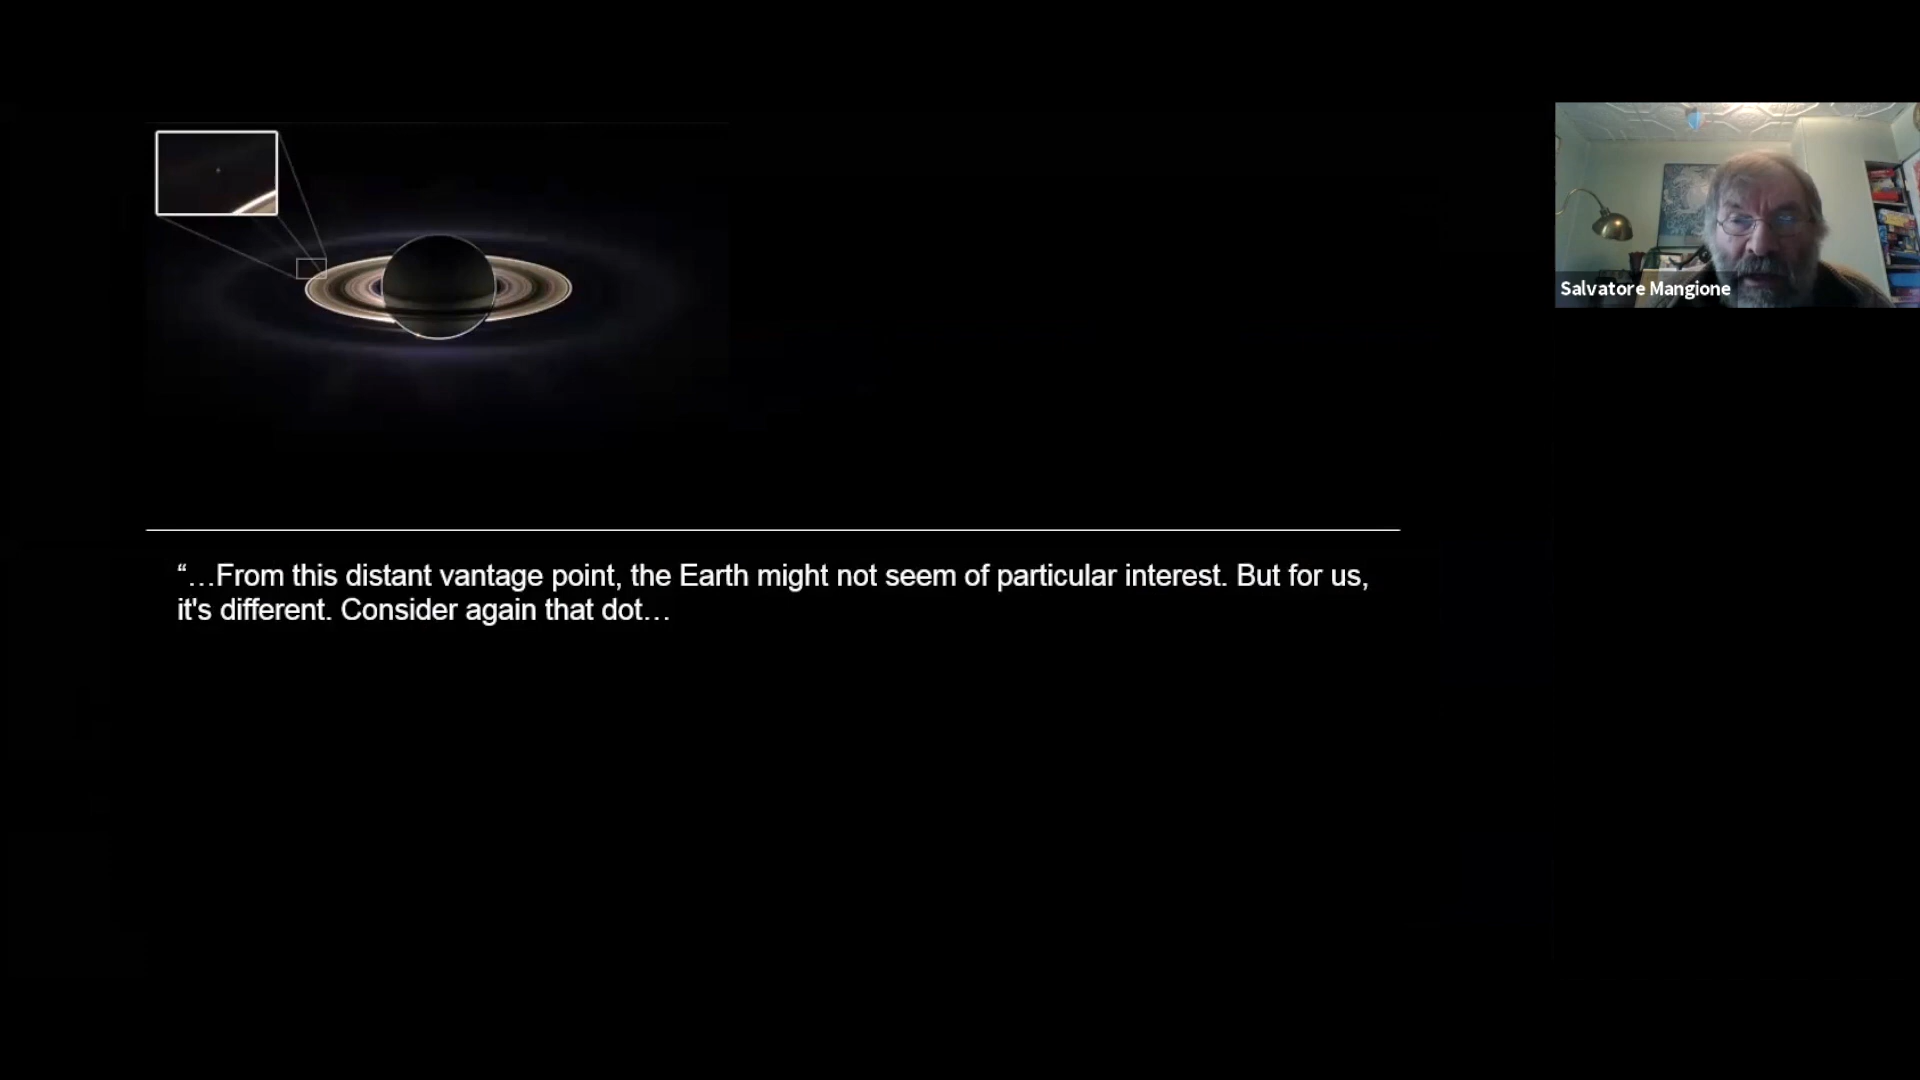 Salvatore Mangione
“…From this distant vantage point, the Earth might not seem of particular interest. But for us,
it's different. Consider again that dot…